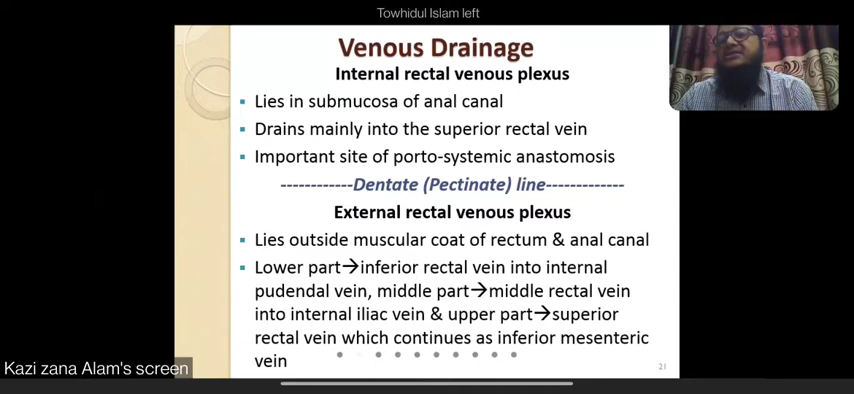 Towhidul Islam left
Venous Drainage
Internal rectal venous plexus
▪ Lies in submucosa of anal canal
▪ Drains mainly into the superior rectal vein
▪ Important site of porto-systemic anastomosis
------------Dentate (Pectinate) line-------------
External rectal venous plexus
▪ Lies outside muscular coat of rectum & anal canal
▪ Lower part→inferior rectal vein into internal
pudendal vein, middle part→middle rectal vein
into internal iliac vein & upper part→superior
rectal vein which continues as inferior mesenteric
vein
21
Kazi zana Alam's screen